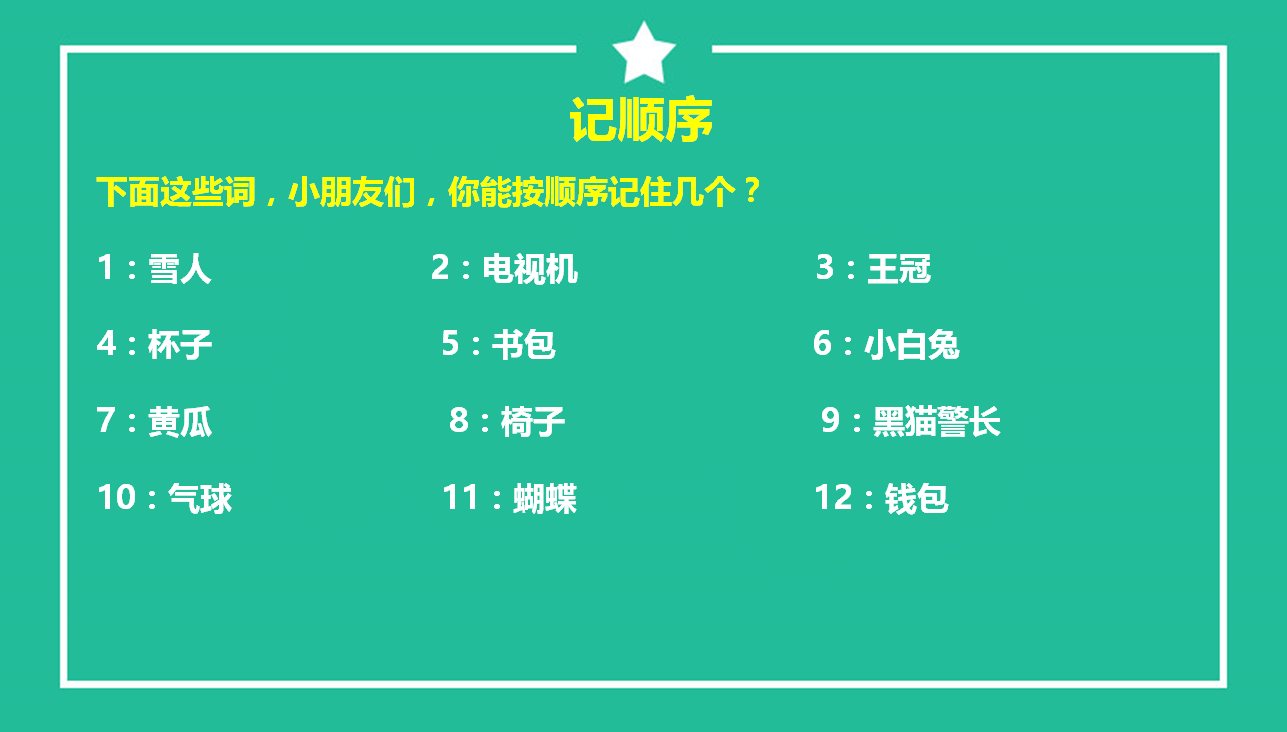 记顺序
下面这些词，小朋友们，你能按顺序记住几个？
1：雪人 2：电视机 3：王冠
4：杯子 5：书包 6：小白兔
7：黄瓜 8：椅子 9：黑猫警长
10：气球 11：蝴蝶 12：钱包